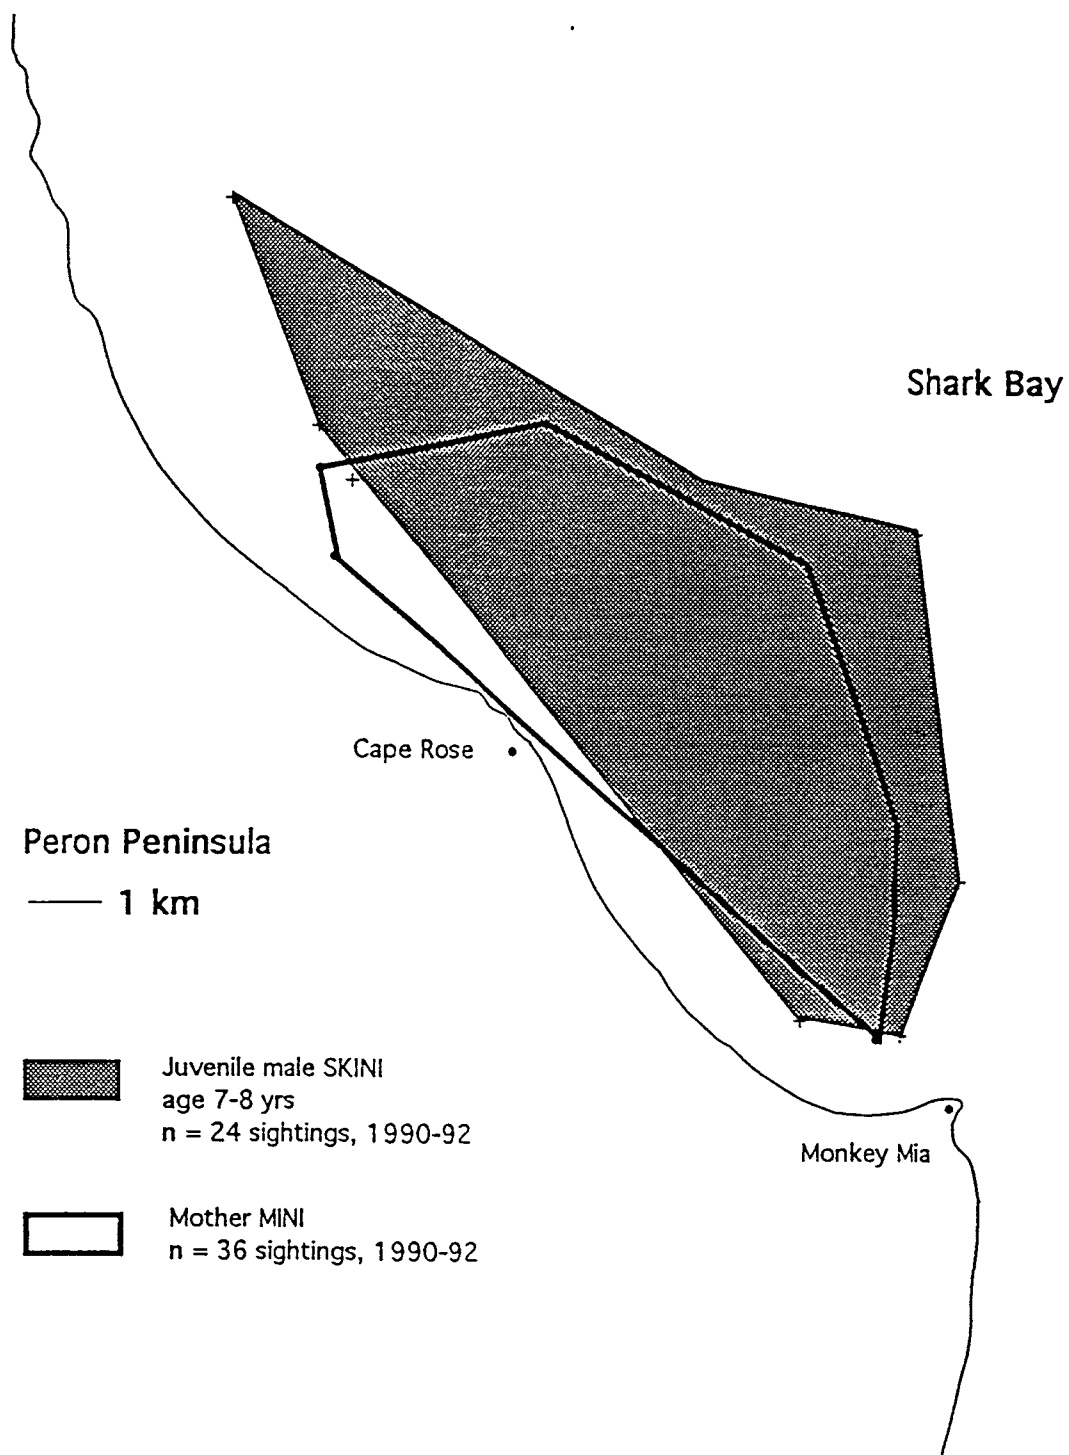 Shark Bay
Cape Rose
Peron Peninsula
1 km
Juvenile male SKINI
age 7-8 yrs
n = 24 sightings, 1990-92
Monkey Mia
Mother MINI
n = 36 sightings, 1990-92